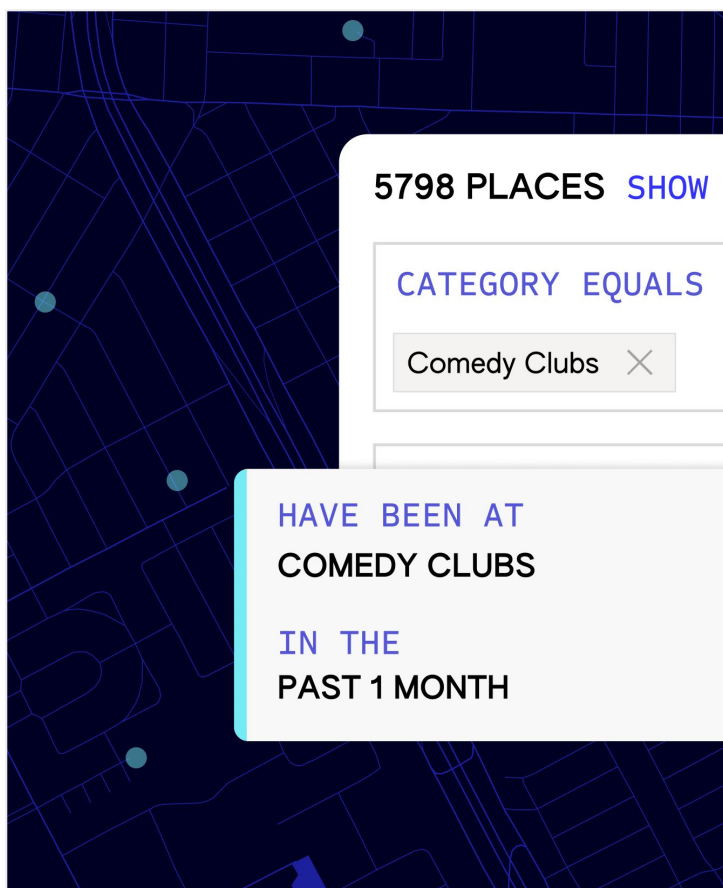 5798 PLACES SHOW
CATEGORY EQUALS
Comedy Clubs
HAVE BEEN AT
COMEDY CLUBS
IN THE
PAST 1 MONTH